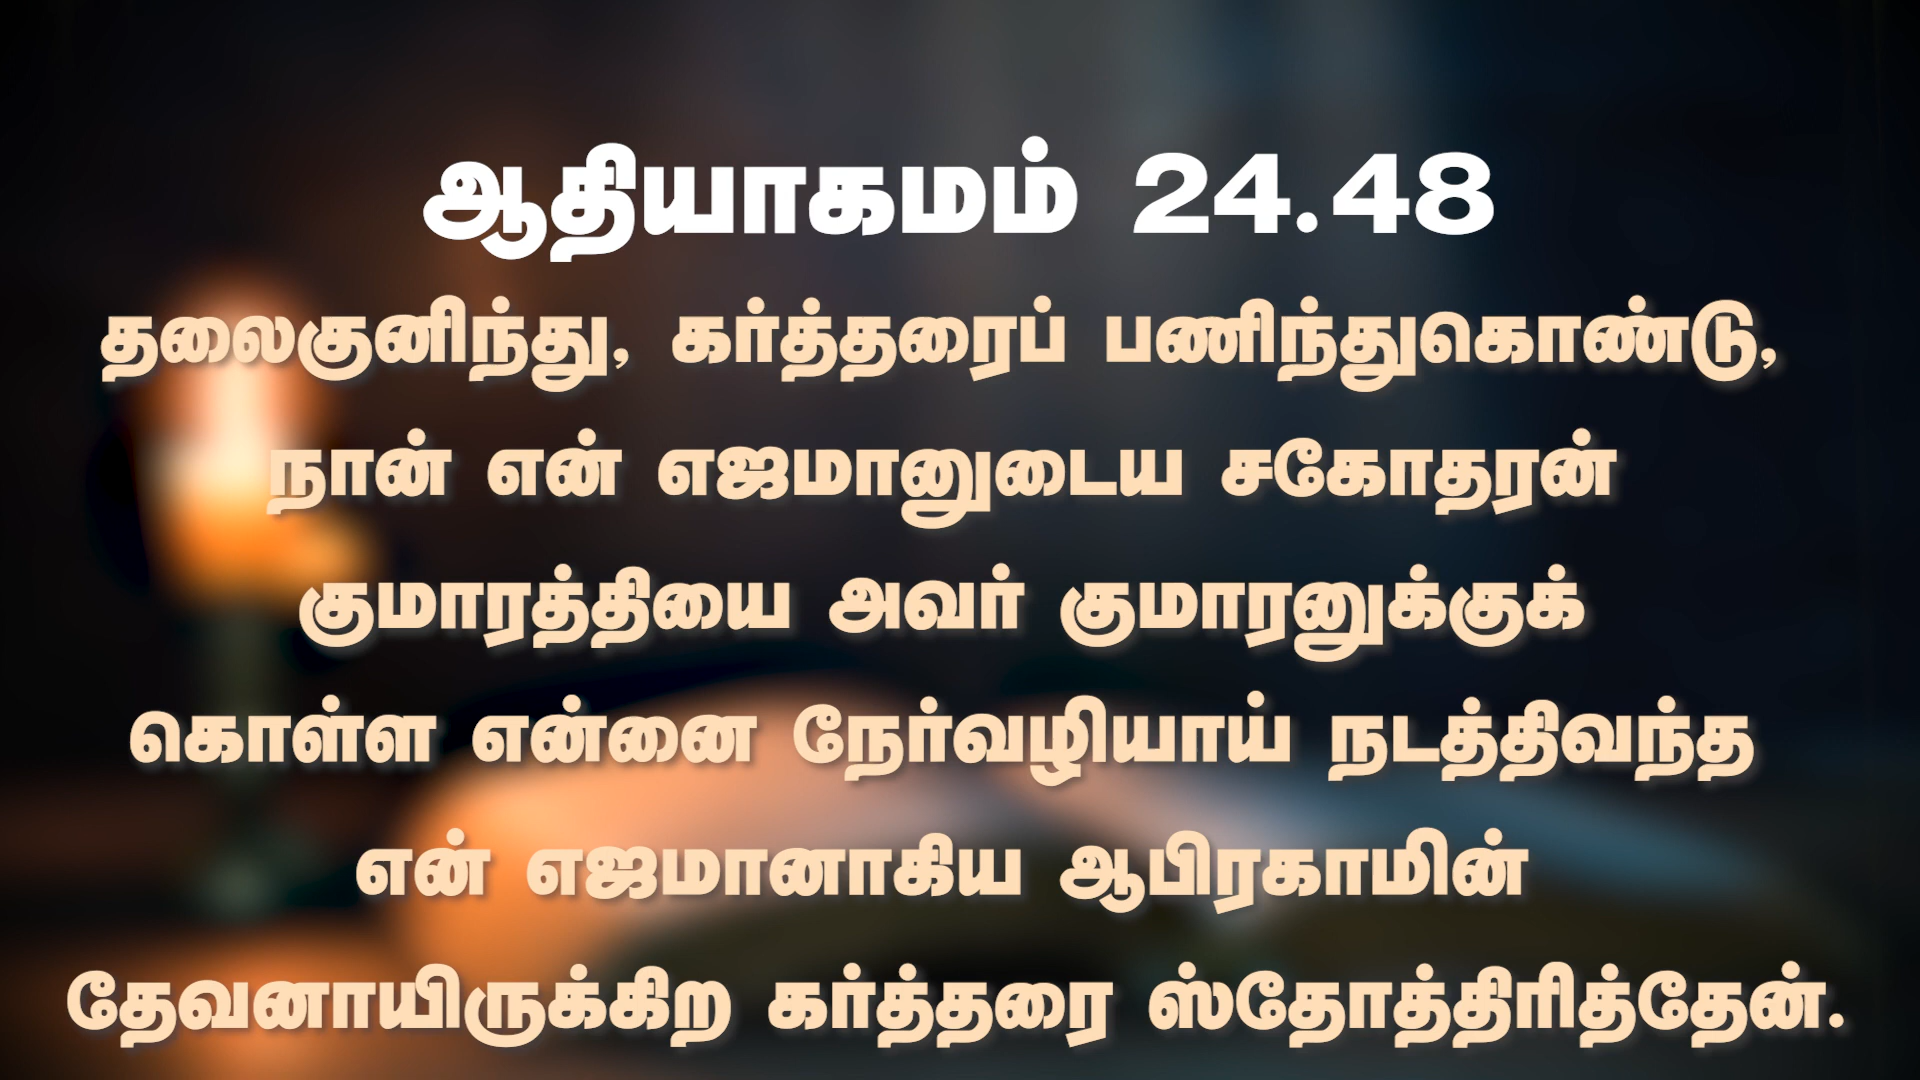 ஆதியாகமம் 24.48
தலைகுனிந்து, கர்த்தரைப் பணிந்துகொண்டு,
நான் என் எஜமானுடைய சகோதரன்
குமாரத்தியை அவர் குமாரனுக்குக்
கொள்ள என்னை நேர்வழியாய் நடத்திவந்த
என் எஜமானாகிய ஆபிரகாமின்
தேவனாயிருக்கிற கர்த்தரை ஸ்தோத்திரித்தேன்.